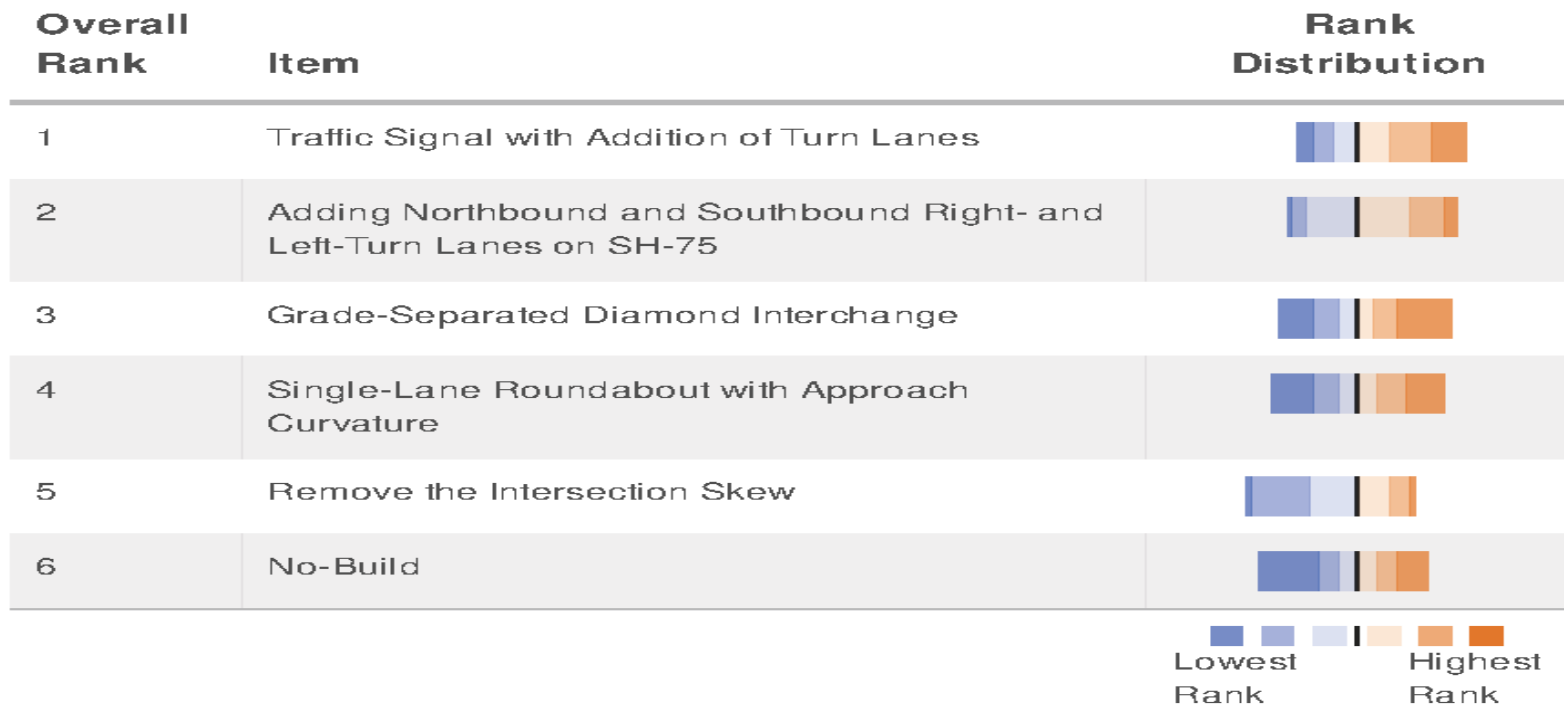 Overall Rank
Item
Rank Distribution
1
Traffic Signal with Addition of Turn Lanes
2
Adding Northbound and Southbound Right- and
Left-Turn Lanes on SH-75
3
Grade-Separated Diamond Interchange
4
Single-Lane Roundabout with Approach
Curvature
5
Remove the Intersection Skew
6
No-Build
Lowest
Rank
Highest
Rank